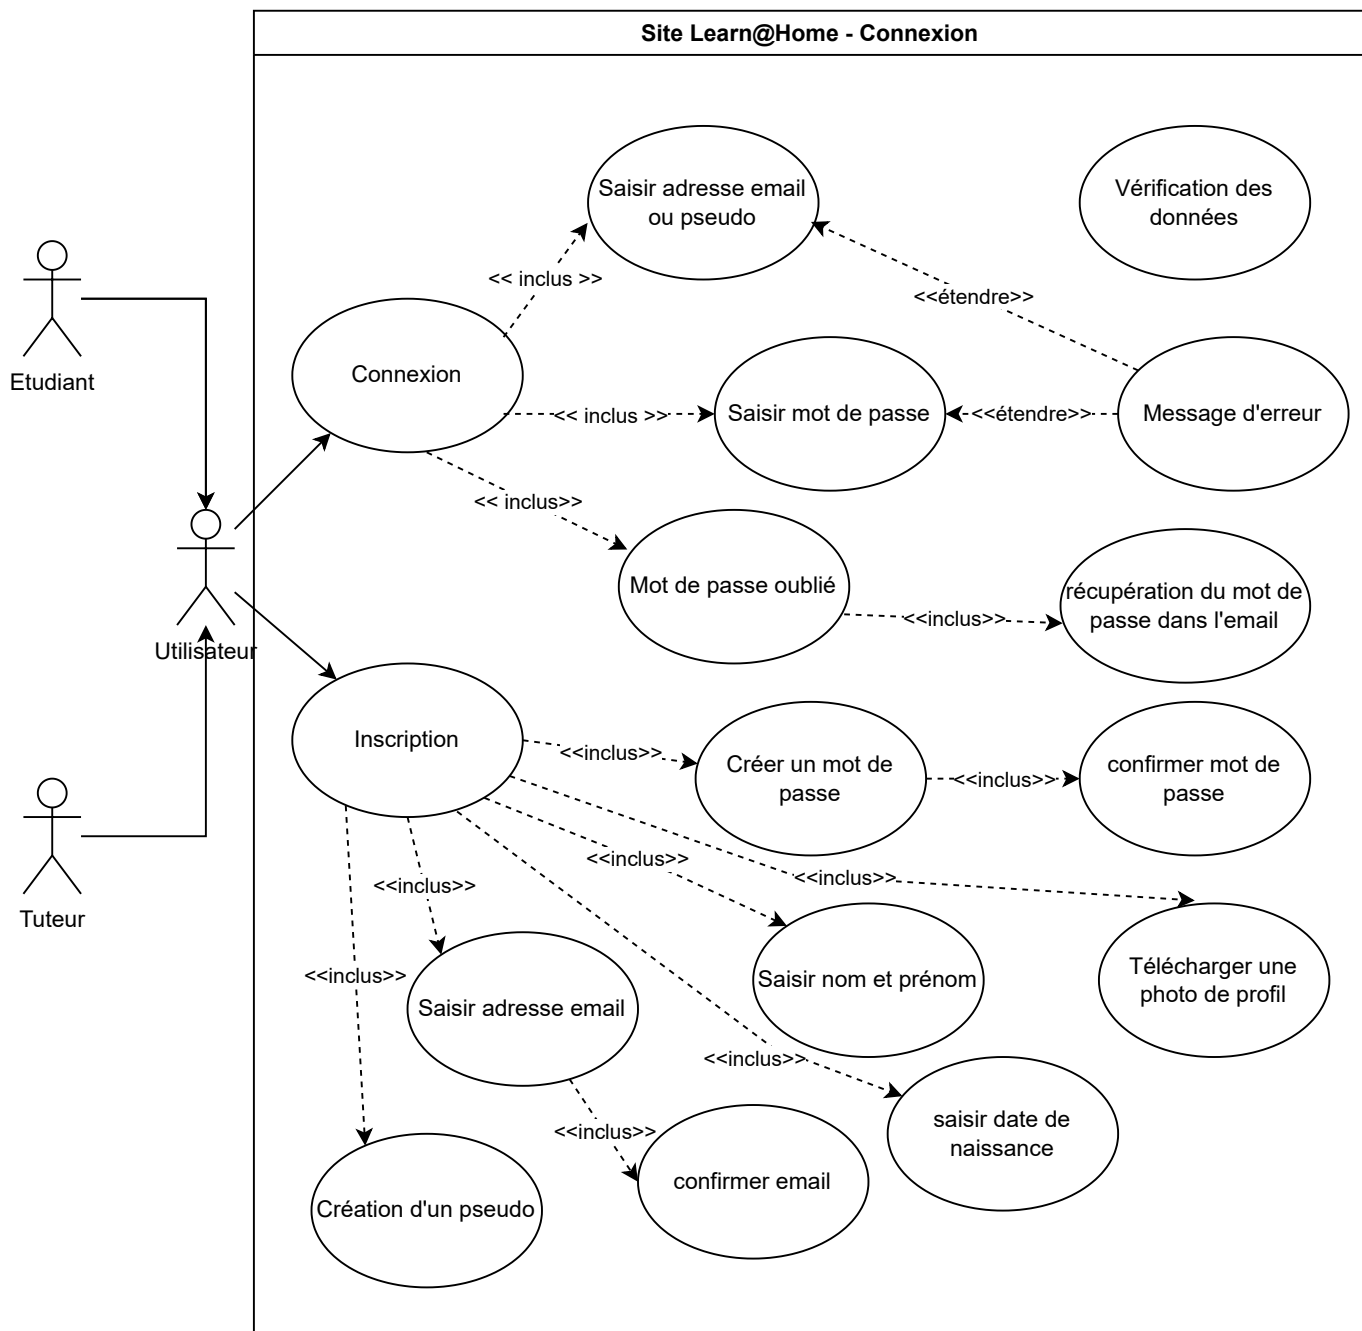 Site Learn@Home - Connexion
Saisir adresse email
ou pseudo
Vérification des
données
<< inclus >>
<<étendre>>
Etudiant
Connexion
<< inclus >>
Saisir mot de passe
<<étendre>>
Message d'erreur
<< inclus>>
Mot de passe oublié
<<inclus>>
récupération du mot de
passe dans l'email
Utilisateur
Inscription
<<inclus>>
Créer un mot de
passe
<<inclus>>
confirmer mot de
passe
<<inclus>>
<<inclus>>
<<inclus>>
Tuteur
<<inclus>>
Saisir adresse email
Saisir nom et prénom
Télécharger une
photo de profil
<<inclus>>
<<inclus>>
saisir date de
naissance
confirmer email
Création d'un pseudo